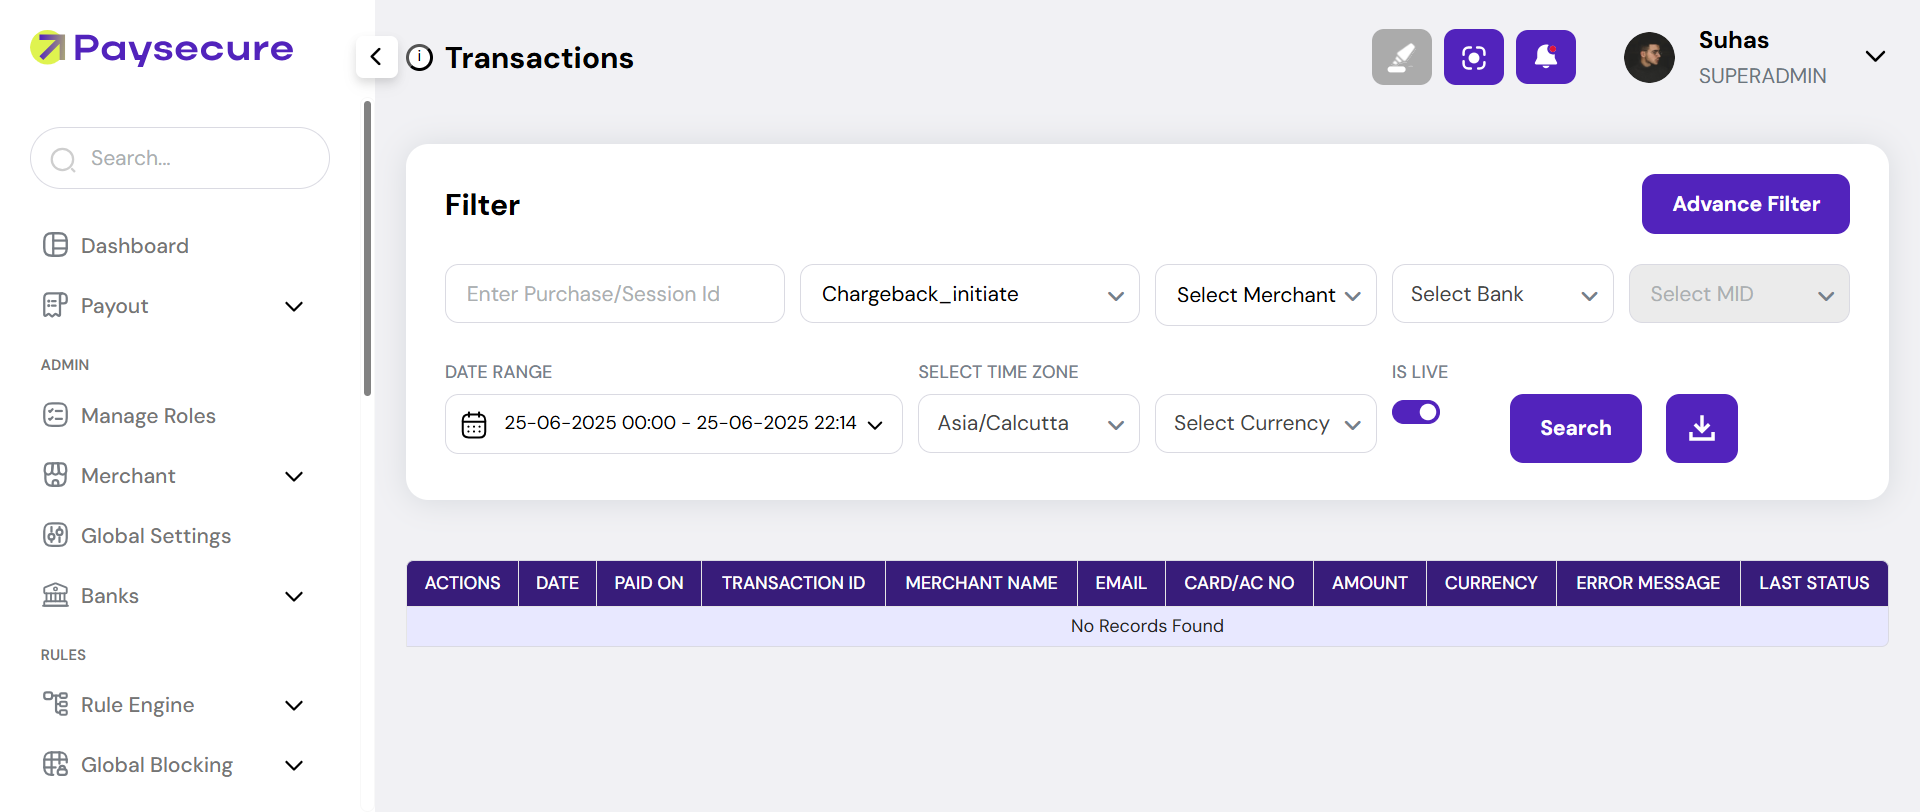 Paysecure
Search...
Dashboard
Payout
ADMIN
Manage Roles
Merchant
Global Settings
Banks
RULES
Rule Engine
Global Blocking
Transactions
Suhas
SUPERADMIN
Filter
Advance Filter
Enter Purchase/Session Id
Chargeback_initiate
Select Merchant
Select Bank
Select MID
DATE RANGE
SELECT TIME ZONE
IS LIVE
25-06-2025 00:00 - 25-06-2025 22:14
Asia/Calcutta
Select Currency
Search
ACTIONS DATE PAID ON TRANSACTION ID MERCHANT NAME EMAIL CARD/AC NO AMOUNT CURRENCY ERROR MESSAGE LAST STATUS
No Records Found